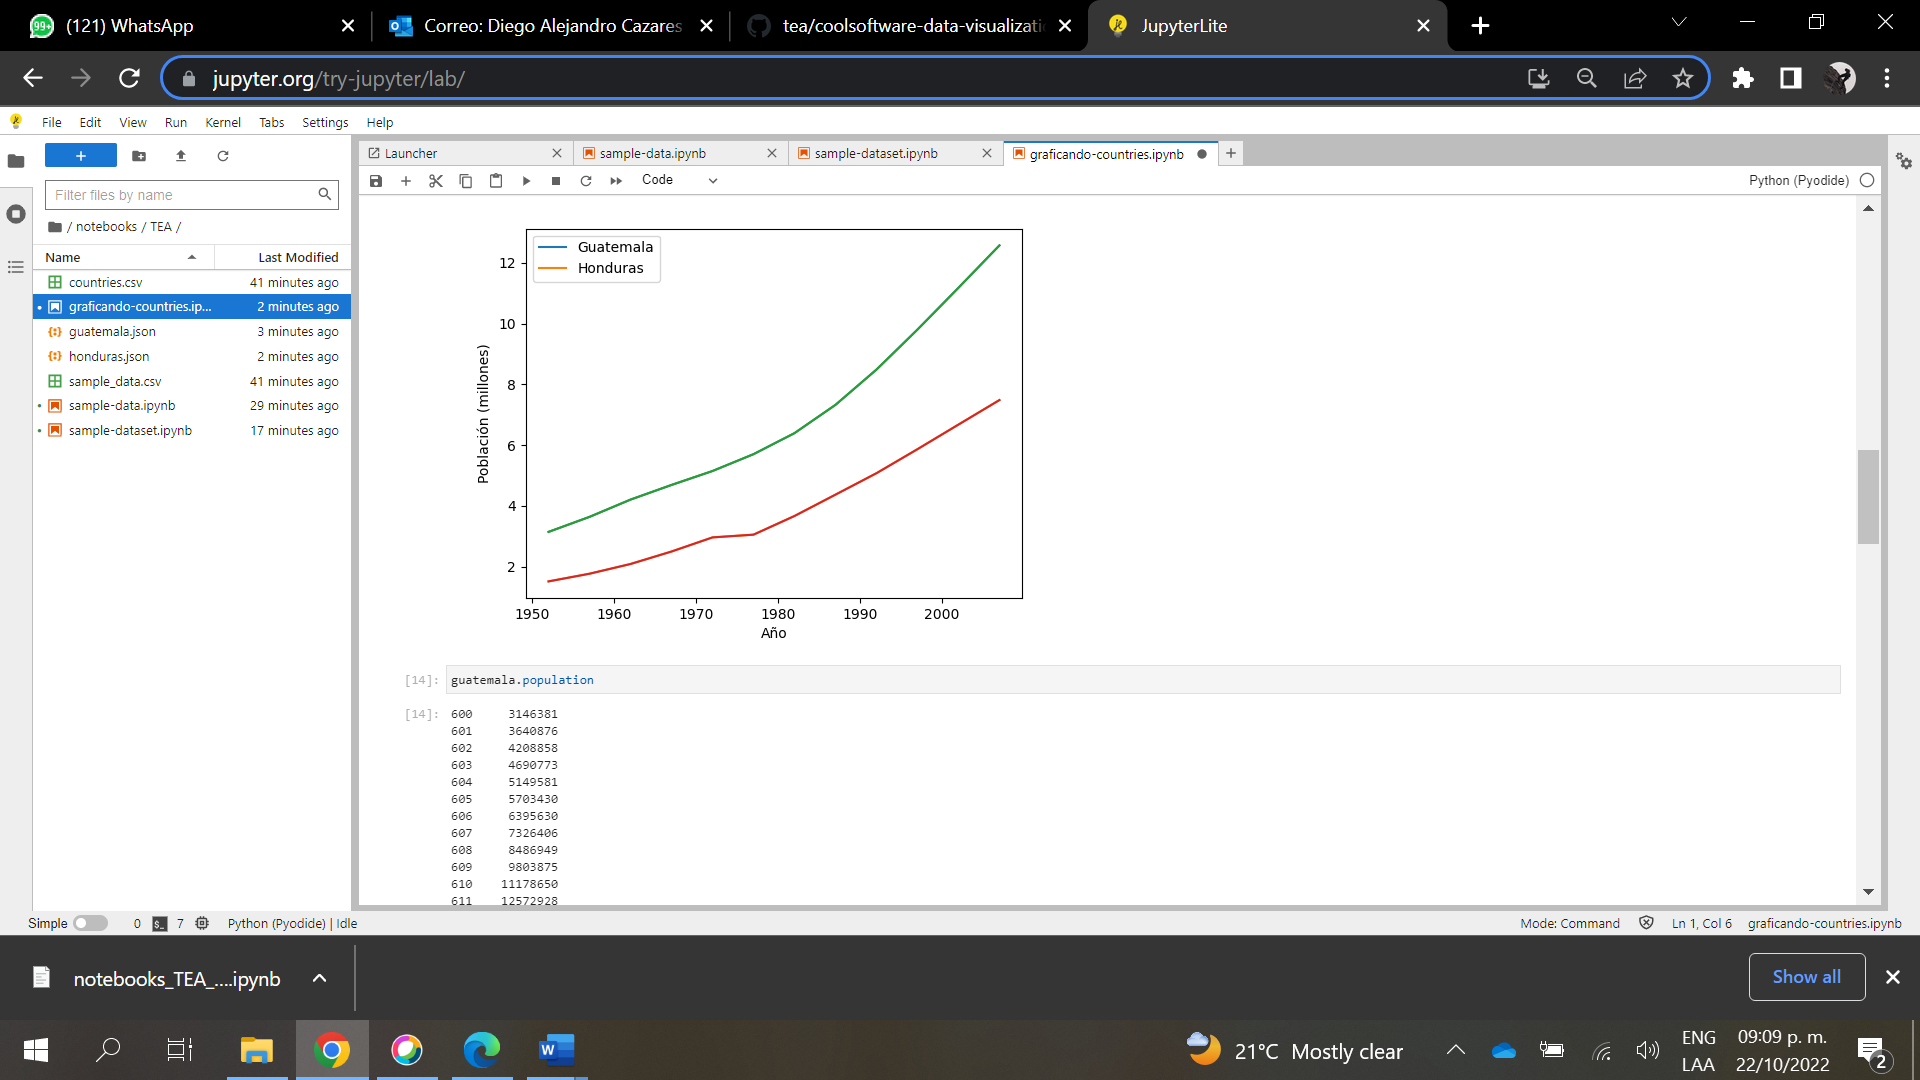 (121) WhatsApp
Correo: Diego Alejandro Cazares
tea/coolsoftware-data-visualizati
JupyterLite
jupyter.org/try-jupyter/lab/
File Edit View Run Kernel Tabs Settings Help
Launcher
sample-data.ipynb
sample-dataset.ipynb
graficando-countries.ipynb
Code
Python (Pyodide)
Filter files by name
/ notebooks / TEA /
Name Last Modified
countries.csv 41 minutes ago
graficando-countries.ip... 2 minutes ago
guatemala.json 3 minutes ago
honduras.json 2 minutes ago
sample_data.csv 41 minutes ago
sample-data.ipynb 29 minutes ago
sample-dataset.ipynb 17 minutes ago
Guatemala
Honduras
12
10
8
6
4
2
Población (millones)
1950 1960 1970 1980 1990 2000
Año
[14]: guatemala.population
[14]: 600 3146381
601 3640876
602 4208858
603 4690773
604 5149581
605 5703430
606 6395630
607 7326406
608 8486949
609 9803875
610 11178650
611 12572928
Simple 0 $_ 7 Python (Pyodide) | Idle
Mode: Command Ln 1, Col 6 graficando-countries.ipynb
notebooks_TEA_....ipynb
Show all
21°C Mostly clear
ENG
LAA
09:09 p. m.
22/10/2022
2